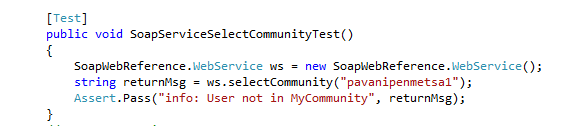 [Test]
public void SoapServiceSelectCommunityTest()
{
SoapWebReference.WebService ws = new SoapWebReference.WebService();
string returnMsg = ws.selectCommunity("pavanipenmetsa1");
Assert.Pass("info: User not in MyCommunity", returnMsg);
}